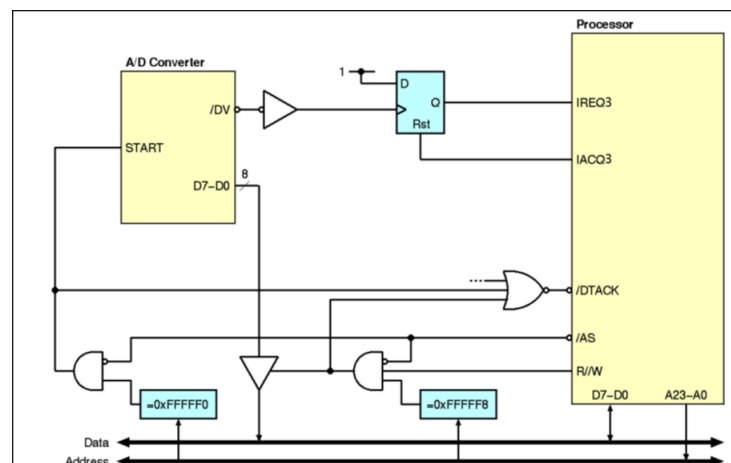 Processor
A/D Converter
1
D
/DV
Q
IREQ3
Rst
START
IACQ3
8
D7-D0
/DTACK
/AS
R//W
D7-D0 A23-A0
=0xFFFFF0
=0xFFFFF8
Data
Address